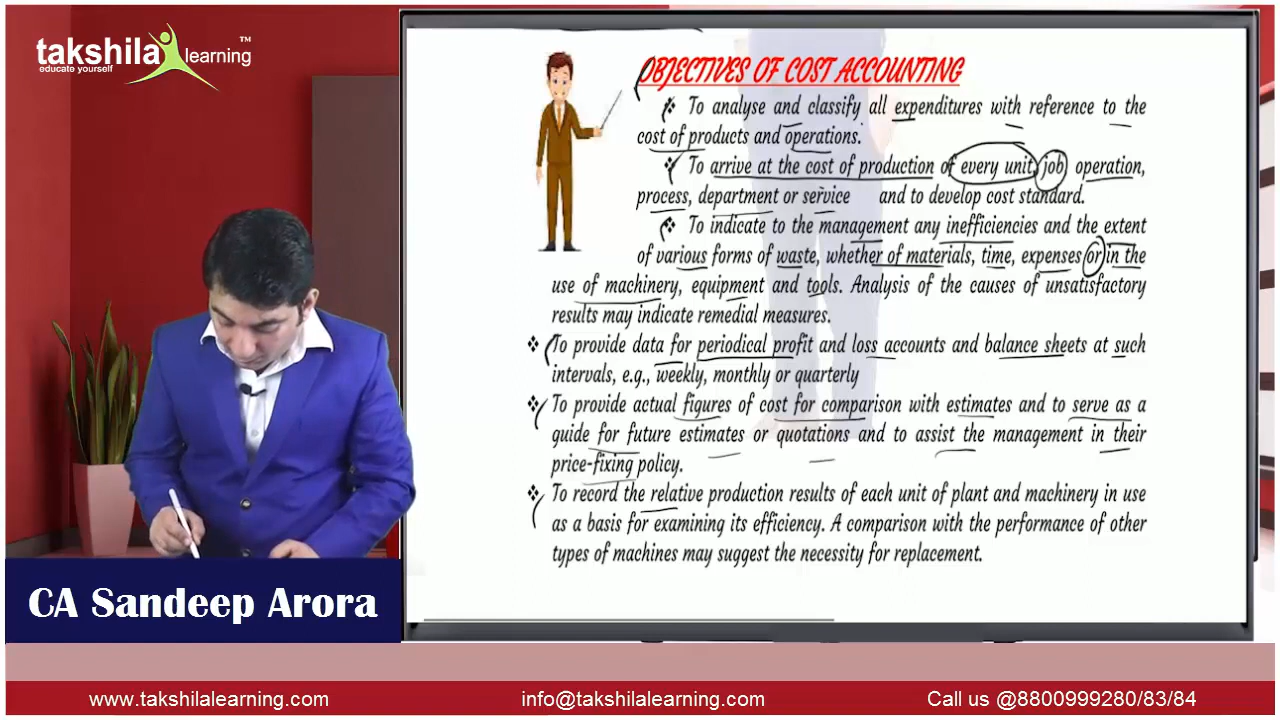 takshila learning™
educate yourself
OBJECTIVES OF COST ACCOUNTING
❖ To analyse and classify all expenditures with reference to the
cost of products and operations.
❖ To arrive at the cost of production of every unit, job operation,
process, department or service and to develop cost standard.
❖ To indicate to the management any inefficiencies and the extent
of various forms of waste, whether of materials, time, expenses or in the
use of machinery, equipment and tools. Analysis of the causes of unsatisfactory
results may indicate remedial measures.
❖ To provide data for periodical profit and loss accounts and balance sheets at such
intervals, e.g., weekly, monthly or quarterly
❖ To provide actual figures of cost for comparison with estimates and to serve as a
guide for future estimates or quotations and to assist the management in their
price-fixing policy.
❖ To record the relative production results of each unit of plant and machinery in use
as a basis for examining its efficiency. A comparison with the performance of other
types of machines may suggest the necessity for replacement.
CA Sandeep Arora
www.takshilalearning.com
info@takshilalearning.com
Call us @8800999280/83/84